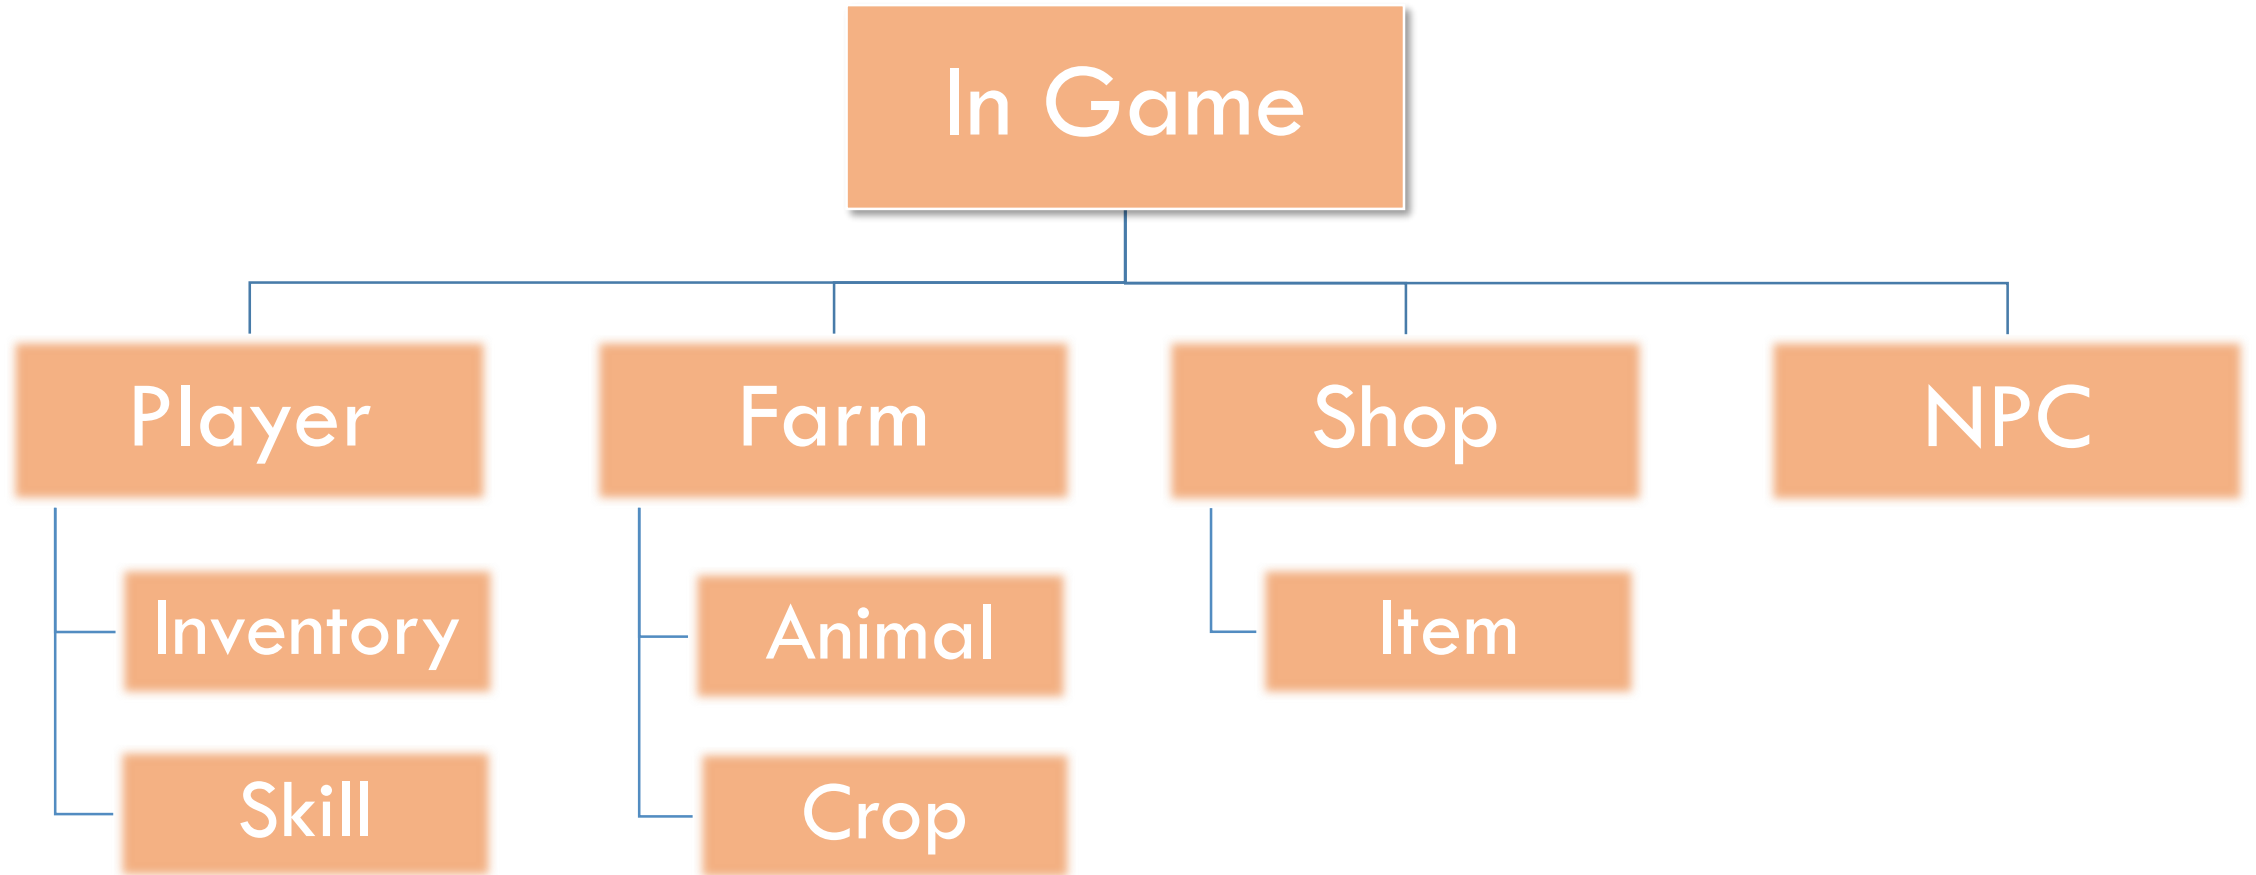 In Game
Player
Farm
Shop
NPC
Inventory
Animal
Item
Skill
Crop